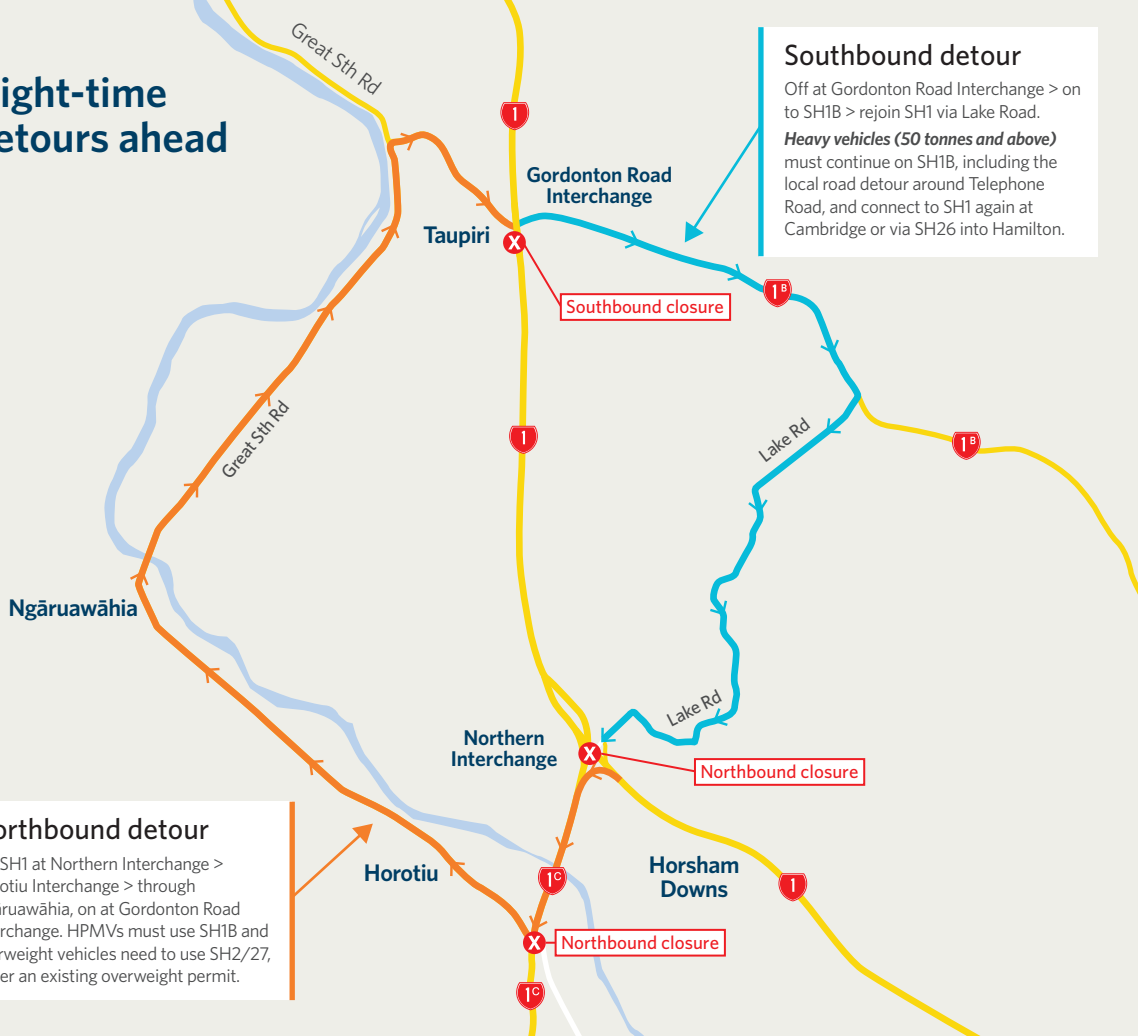 Great Sth Rd
ight-time
etours ahead
1
Southbound detour
Off at Gordonton Road Interchange > on
to SH1B > rejoin SH1 via Lake Road.
Heavy vehicles (50 tonnes and above)
must continue on SH1B, including the
local road detour around Telephone
Road, and connect to SH1 again at
Cambridge or via SH26 into Hamilton.
Gordonton Road
Interchange
Taupiri
X
Southbound closure
1B
Great Sth Rd
1
Lake Rd
1B
Ngāruawāhia
Lake Rd
Northern
Interchange
X
Northbound closure
orthbound detour
SH1 at Northern Interchange >
otiu Interchange > through
āruawāhia, on at Gordonton Road
rchange. HPMVs must use SH1B and
rweight vehicles need to use SH2/27,
er an existing overweight permit.
Horotiu
1C
Horsham
Downs
1
X
Northbound closure
1C